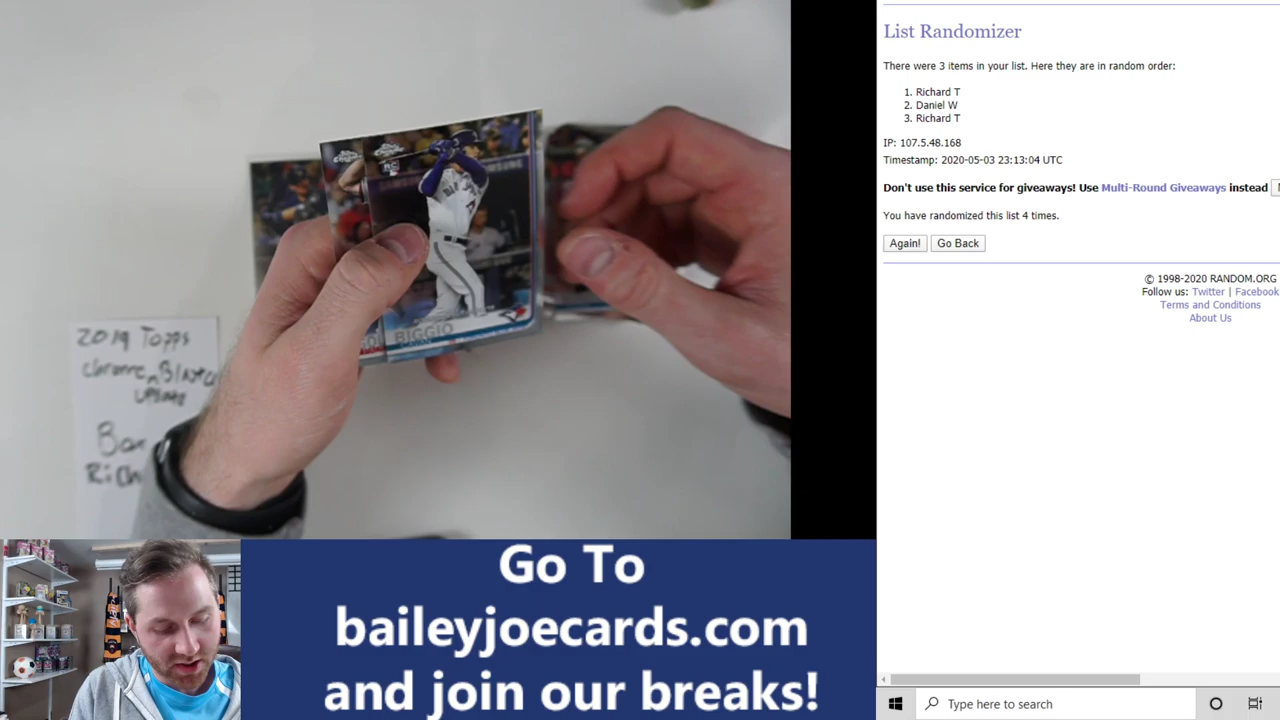 List Randomizer
There were 3 items in your list. Here they are in random order:
1. Richard T
2. Daniel W
3. Richard T
IP: 107.5.48.168
Timestamp: 2020-05-03 23:13:04 UTC
Don't use this service for giveaways! Use Multi-Round Giveaways instead
You have randomized this list 4 times.
Again! Go Back
© 1998-2020 RANDOM.ORG
Follow us: Twitter | Facebook
Terms and Conditions
About Us
BIGGIO
2019 Topps
Chrome
Update
Go To
baileyjoecards.com
and join our breaks!
Type here to search